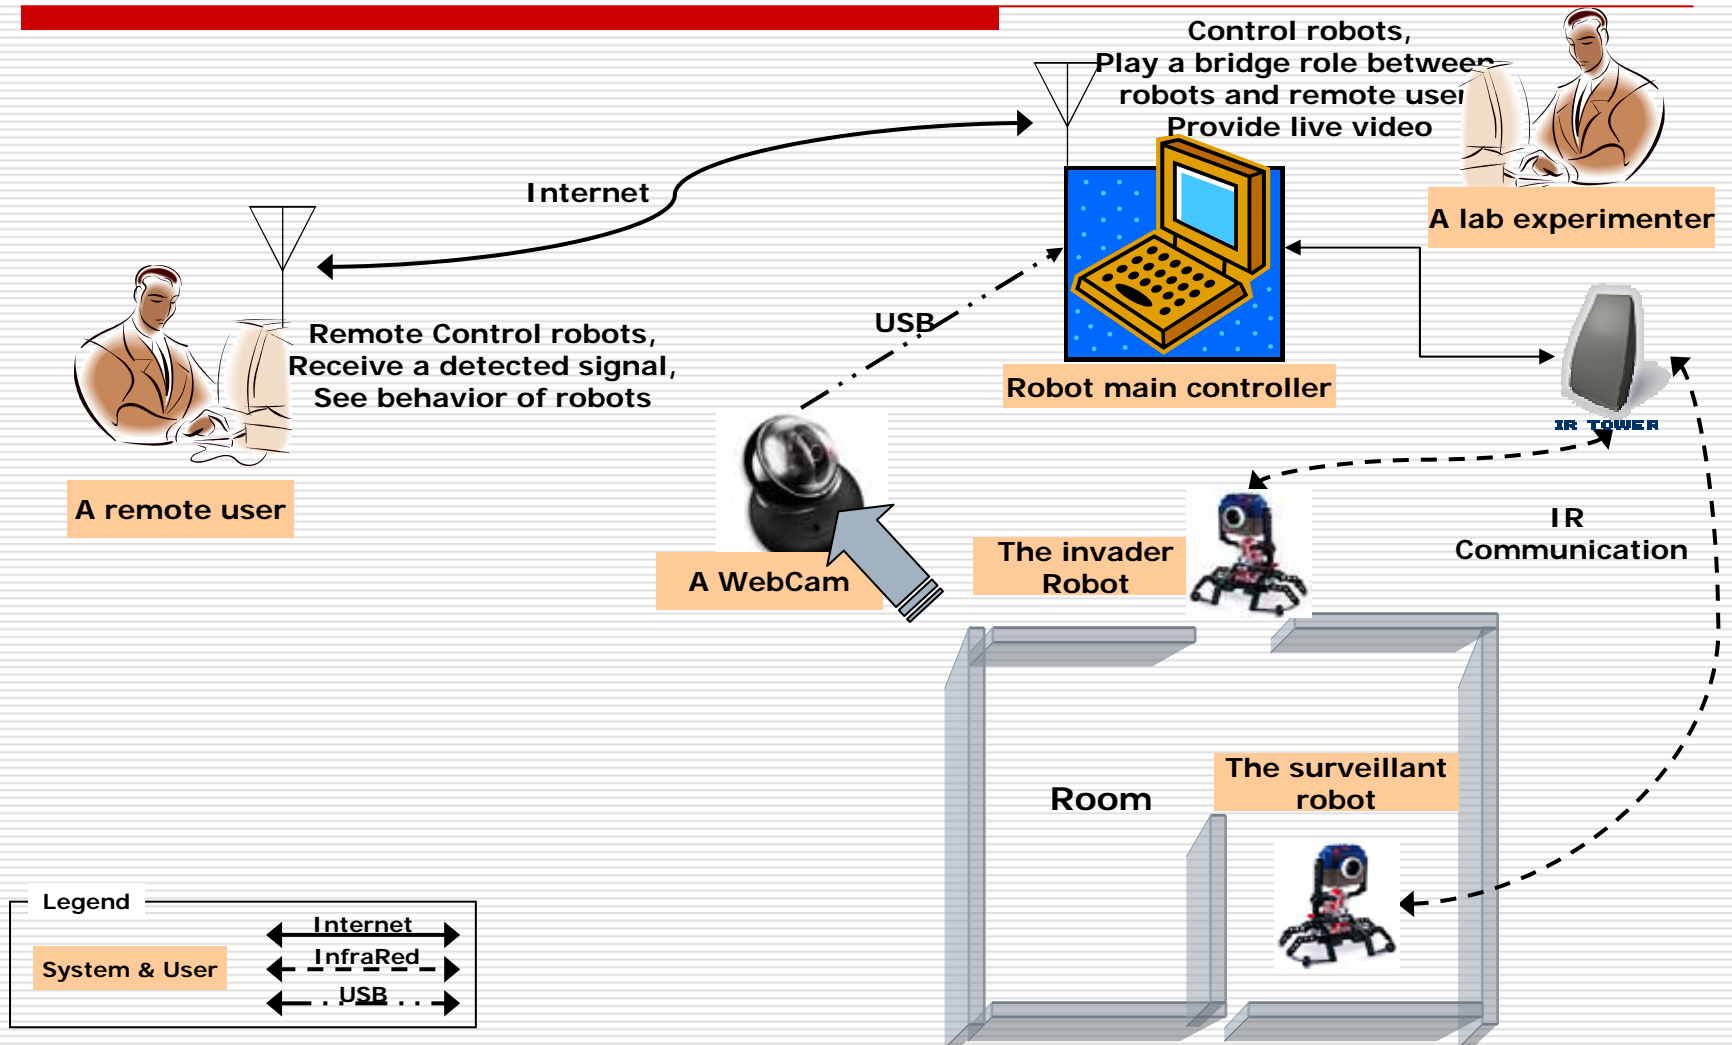 Control robots,
Play a bridge role between
robots and remote user
Provide live video
A lab experimenter
Internet
Remote Control robots,
Receive a detected signal,
See behavior of robots
A remote user
USB
Robot main controller
IR TOWER
A WebCam
The invader
Robot
IR
Communication
The surveillant
robot
Room
Legend
System & User
Internet
InfraRed
USB